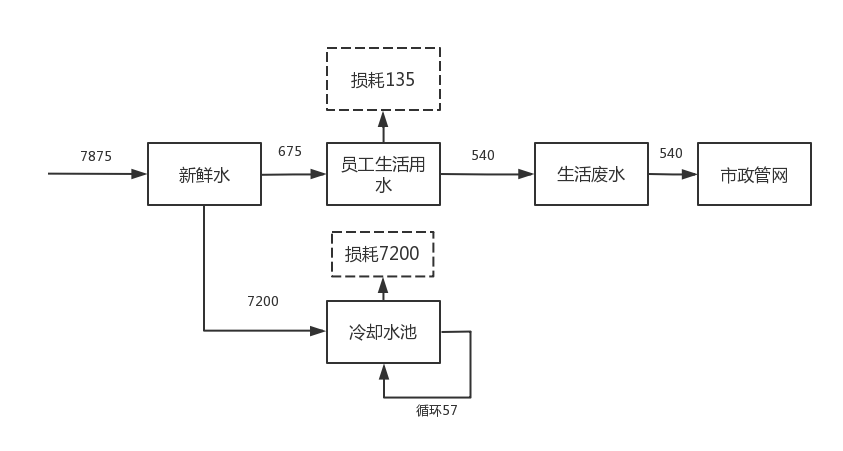 损耗135
7875
新鲜水
675
员工生活用
水
540
生活废水
540
市政管网
损耗7200
7200
冷却水池
循环57